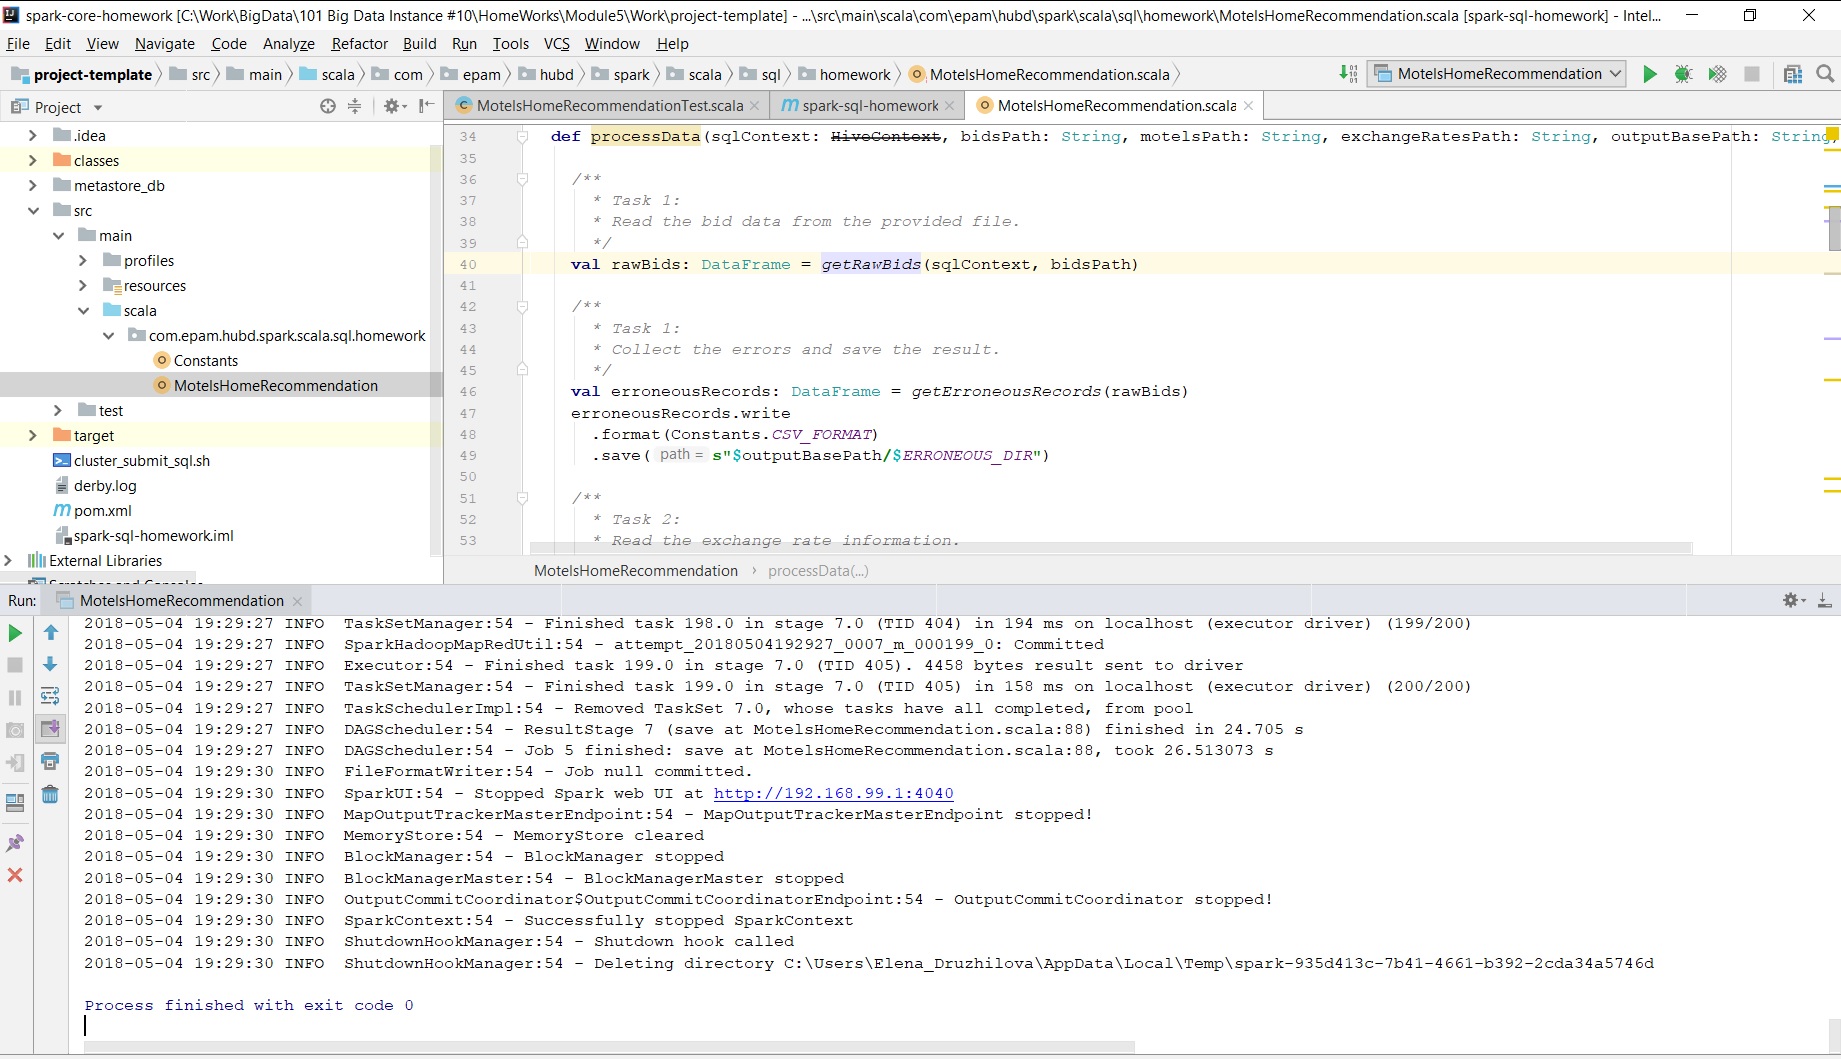 spark-core-homework [C:\Work\BigData\101 Big Data Instance #10\HomeWorks\Module5\Work\project-template] - ...\src\main\scala\com\epam\hubd\spark\scala\sql\homework\MotelsHomeRecommendation.scala [spark-sql-homework] - Intel...
File Edit View Navigate Code Analyze Refactor Build Run Tools VCS Window Help
project-template src main scala com epam hubd spark scala sql homework MotelsHomeRecommendation.scala MotelsHomeRecommendation
Project
MotelsHomeRecommendationTest.scala spark-sql-homework MotelsHomeRecommendation.scala
.idea
classes
metastore_db
src
main
profiles
resources
scala
com.epam.hubd.spark.scala.sql.homework
Constants
MotelsHomeRecommendation
test
target
cluster_submit_sql.sh
derby.log
pom.xml
spark-sql-homework.iml
External Libraries
Scratches and Consoles
34 def processData(sqlContext: HiveContext, bidsPath: String, motelsPath: String, exchangeRatesPath: String, outputBasePath: String,
35
36 /**
37 * Task 1:
38 * Read the bid data from the provided file.
39 */
40 val rawBids: DataFrame = getRawBids(sqlContext, bidsPath)
41
42 /**
43 * Task 1:
44 * Collect the errors and save the result.
45 */
46 val erroneousRecords: DataFrame = getErroneousRecords(rawBids)
47 erroneousRecords.write
48 .format(Constants.CSV_FORMAT)
49 .save( path = s"$outputBasePath/$ERRONEOUS_DIR")
50
51 /**
52 * Task 2:
53 * Read the exchange rate information.
MotelsHomeRecommendation › processData(...)
Run: MotelsHomeRecommendation
2018-05-04 19:29:27 INFO TaskSetManager:54 - Finished task 198.0 in stage 7.0 (TID 404) in 194 ms on localhost (executor driver) (199/200)
2018-05-04 19:29:27 INFO SparkHadoopMapRedUtil:54 - attempt_20180504192927_0007_m_000199_0: Committed
2018-05-04 19:29:27 INFO Executor:54 - Finished task 199.0 in stage 7.0 (TID 405). 4458 bytes result sent to driver
2018-05-04 19:29:27 INFO TaskSetManager:54 - Finished task 199.0 in stage 7.0 (TID 405) in 158 ms on localhost (executor driver) (200/200)
2018-05-04 19:29:27 INFO TaskSchedulerImpl:54 - Removed TaskSet 7.0, whose tasks have all completed, from pool
2018-05-04 19:29:27 INFO DAGScheduler:54 - ResultStage 7 (save at MotelsHomeRecommendation.scala:88) finished in 24.705 s
2018-05-04 19:29:27 INFO DAGScheduler:54 - Job 5 finished: save at MotelsHomeRecommendation.scala:88, took 26.513073 s
2018-05-04 19:29:30 INFO FileFormatWriter:54 - Job null committed.
2018-05-04 19:29:30 INFO SparkUI:54 - Stopped Spark web UI at http://192.168.99.1:4040
2018-05-04 19:29:30 INFO MapOutputTrackerMasterEndpoint:54 - MapOutputTrackerMasterEndpoint stopped!
2018-05-04 19:29:30 INFO MemoryStore:54 - MemoryStore cleared
2018-05-04 19:29:30 INFO BlockManager:54 - BlockManager stopped
2018-05-04 19:29:30 INFO BlockManagerMaster:54 - BlockManagerMaster stopped
2018-05-04 19:29:30 INFO OutputCommitCoordinator$OutputCommitCoordinatorEndpoint:54 - OutputCommitCoordinator stopped!
2018-05-04 19:29:30 INFO SparkContext:54 - Successfully stopped SparkContext
2018-05-04 19:29:30 INFO ShutdownHookManager:54 - Shutdown hook called
2018-05-04 19:29:30 INFO ShutdownHookManager:54 - Deleting directory C:\Users\Elena_Druzhilova\AppData\Local\Temp\spark-935d413c-7b41-4661-b392-2cda34a5746d
Process finished with exit code 0